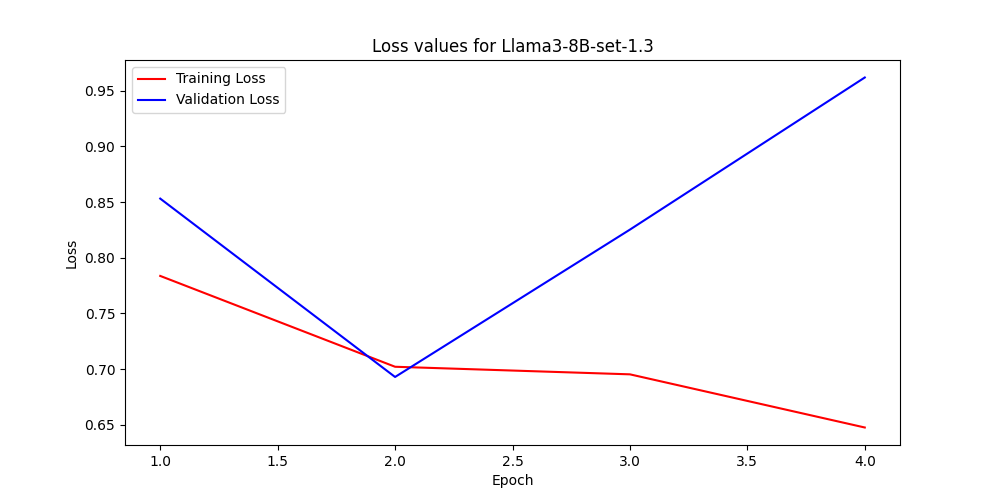 Loss values for Llama3-8B-set-1.3
Training Loss
Validation Loss
0.95
0.90
0.85
0.80
0.75
0.70
0.65
Loss
1.0 1.5 2.0 2.5 3.0 3.5 4.0
Epoch